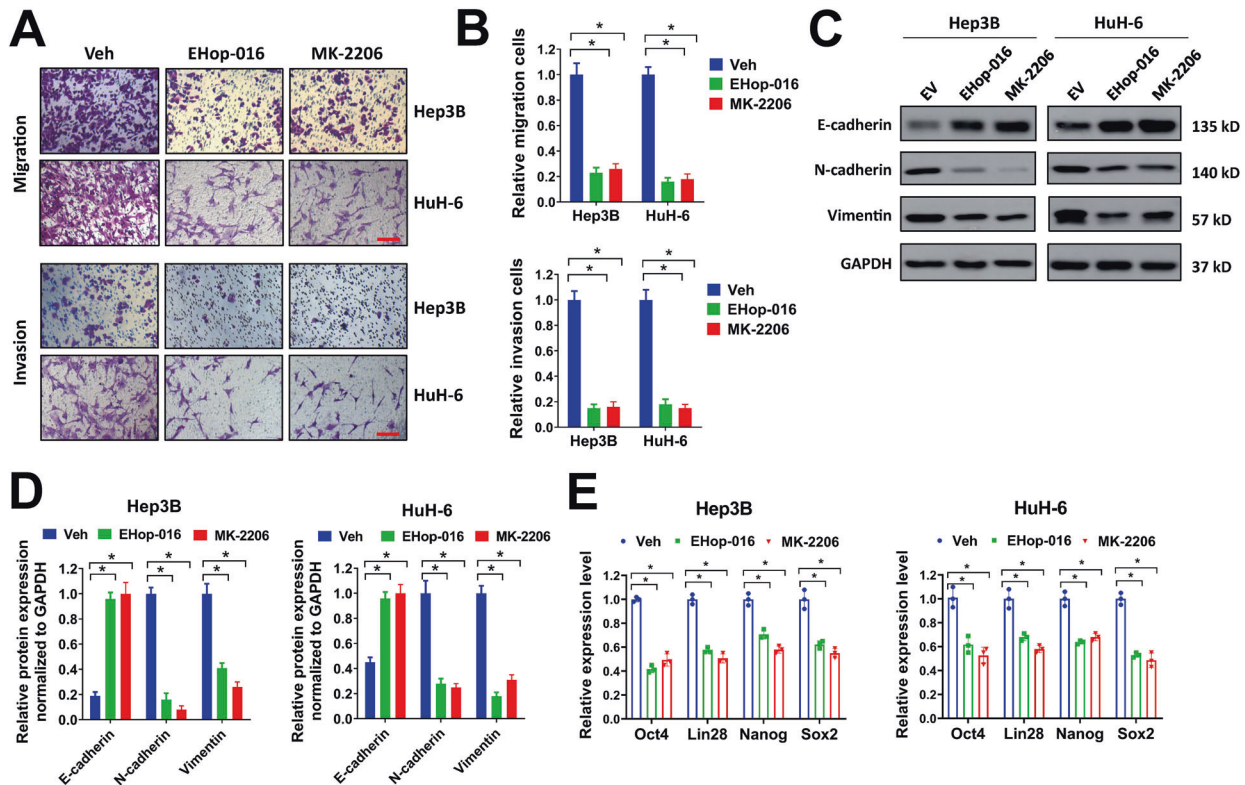 A
Veh EHop-016 MK-2206
Migration
Hep3B
HuH-6
Invasion
Hep3B
HuH-6
B
Relative migration cells
1.2
1.0
0.8
0.6
0.4
0.2
0.0
* * * *
Veh
EHop-016
MK-2206
Hep3B HuH-6
Relative invasion cells
1.2
1.0
0.8
0.6
0.4
0.2
0.0
* * * *
Veh
EHop-016
MK-2206
Hep3B HuH-6
C
Hep3B HuH-6
EV EHop-016 MK-2206 EV EHop-016 MK-2206
E-cadherin 135 kD
N-cadherin 140 kD
Vimentin 57 kD
GAPDH 37 kD
D
Hep3B
Veh EHop-016 MK-2206
Relative protein expression
normalized to GAPDH
1.2
1.0
0.8
0.6
0.4
0.2
0.0
* * * * * *
E-cadherin N-cadherin Vimentin
HuH-6
Veh EHop-016 MK-2206
Relative protein expression
normalized to GAPDH
1.2
1.0
0.8
0.6
0.4
0.2
0.0
* * * * * *
E-cadherin N-cadherin Vimentin
E
Hep3B
Veh EHop-016 MK-2206
Relative expression level
1.2
1.0
0.8
0.6
0.4
0.2
0.0
* * * * * * * *
Oct4 Lin28 Nanog Sox2
HuH-6
Veh EHop-016 MK-2206
Relative expression level
1.2
1.0
0.8
0.6
0.4
0.2
0.0
* * * * * * * *
Oct4 Lin28 Nanog Sox2